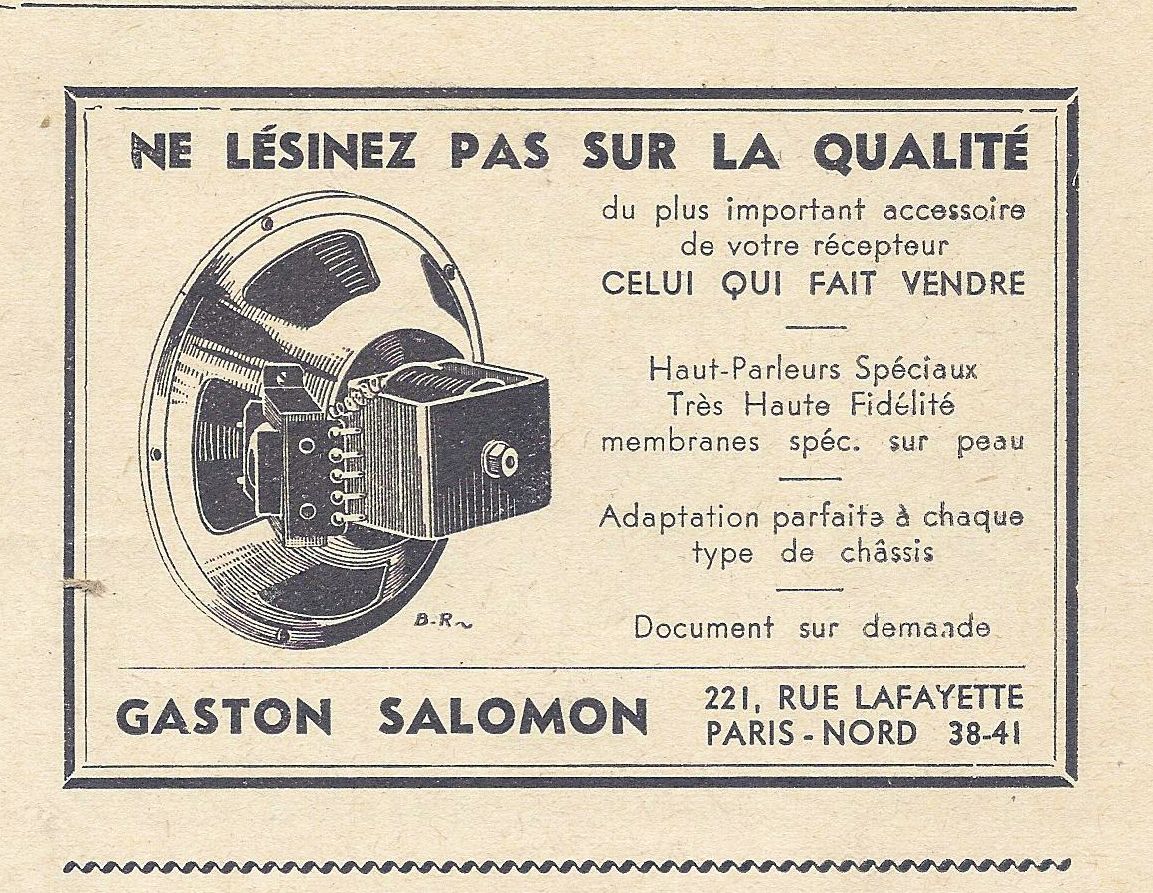 NE LÉSINEZ PAS SUR LA QUALITÉ
du plus important accessoire
de votre récepteur
CELUI QUI FAIT VENDRE
Haut-Parleurs Spéciaux
Très Haute Fidélité
membranes spéc. sur peau
Adaptation parfaite à chaque
type de châssis
Document sur demande
B-R
GASTON SALOMON
221, RUE LAFAYETTE
PARIS - NORD 38-41